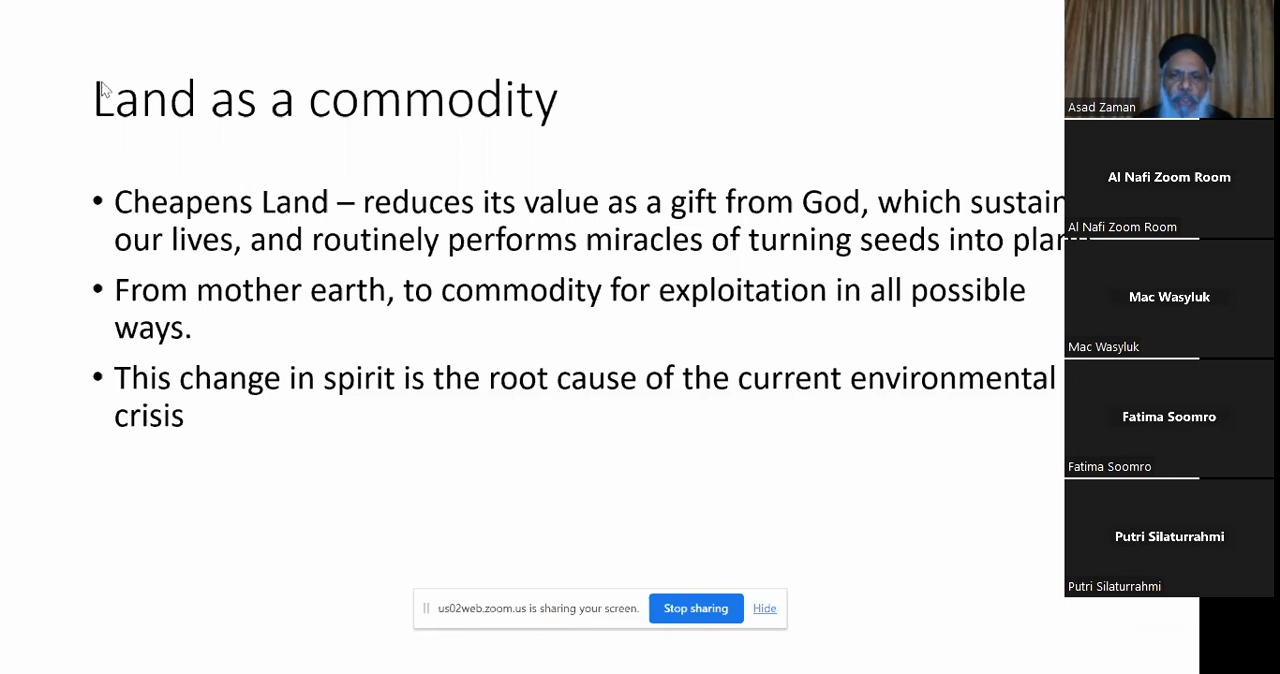 Land as a commodity
• Cheapens Land – reduces its value as a gift from God, which sustain
our lives, and routinely performs miracles of turning seeds into plan
• From mother earth, to commodity for exploitation in all possible
ways.
• This change in spirit is the root cause of the current environmental
crisis
us02web.zoom.us is sharing your screen. Stop sharing Hide
Asad Zaman
Al Nafi Zoom Room
Al Nafi Zoom Room
Mac Wasyluk
Mac Wasyluk
Fatima Soomro
Fatima Soomro
Putri Silaturrahmi
Putri Silaturrahmi